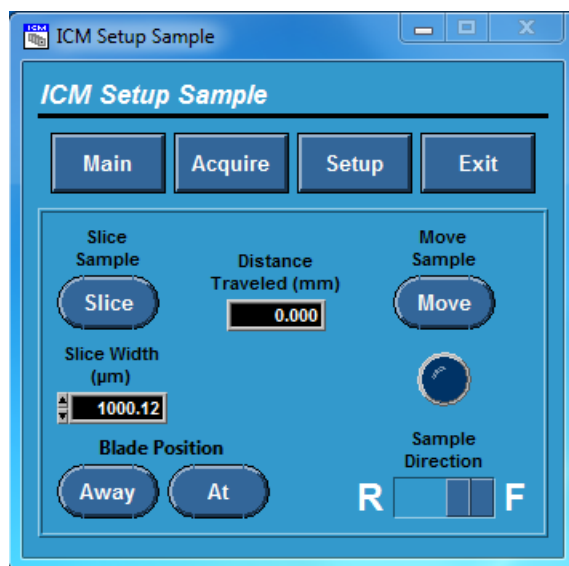 ICM
ICM Setup Sample
X
ICM Setup Sample
Main
Acquire
Setup
Exit
Slice
Sample
Slice
Distance
Traveled (mm)
0.000
Move
Sample
Move
Slice Width
(µm)
1000.12
Blade Position
Away
At
Sample
Direction
R
F